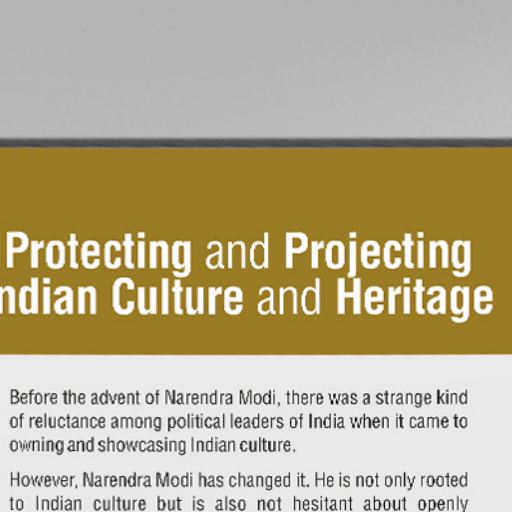 Protecting and Projecting
ndian Culture and Heritage
Before the advent of Narendra Modi, there was a strange kind
of reluctance among political leaders of India when it came to
owning and showcasing Indian culture.
However, Narendra Modi has changed it. He is not only rooted
to Indian culture but is also not hesitant about openly